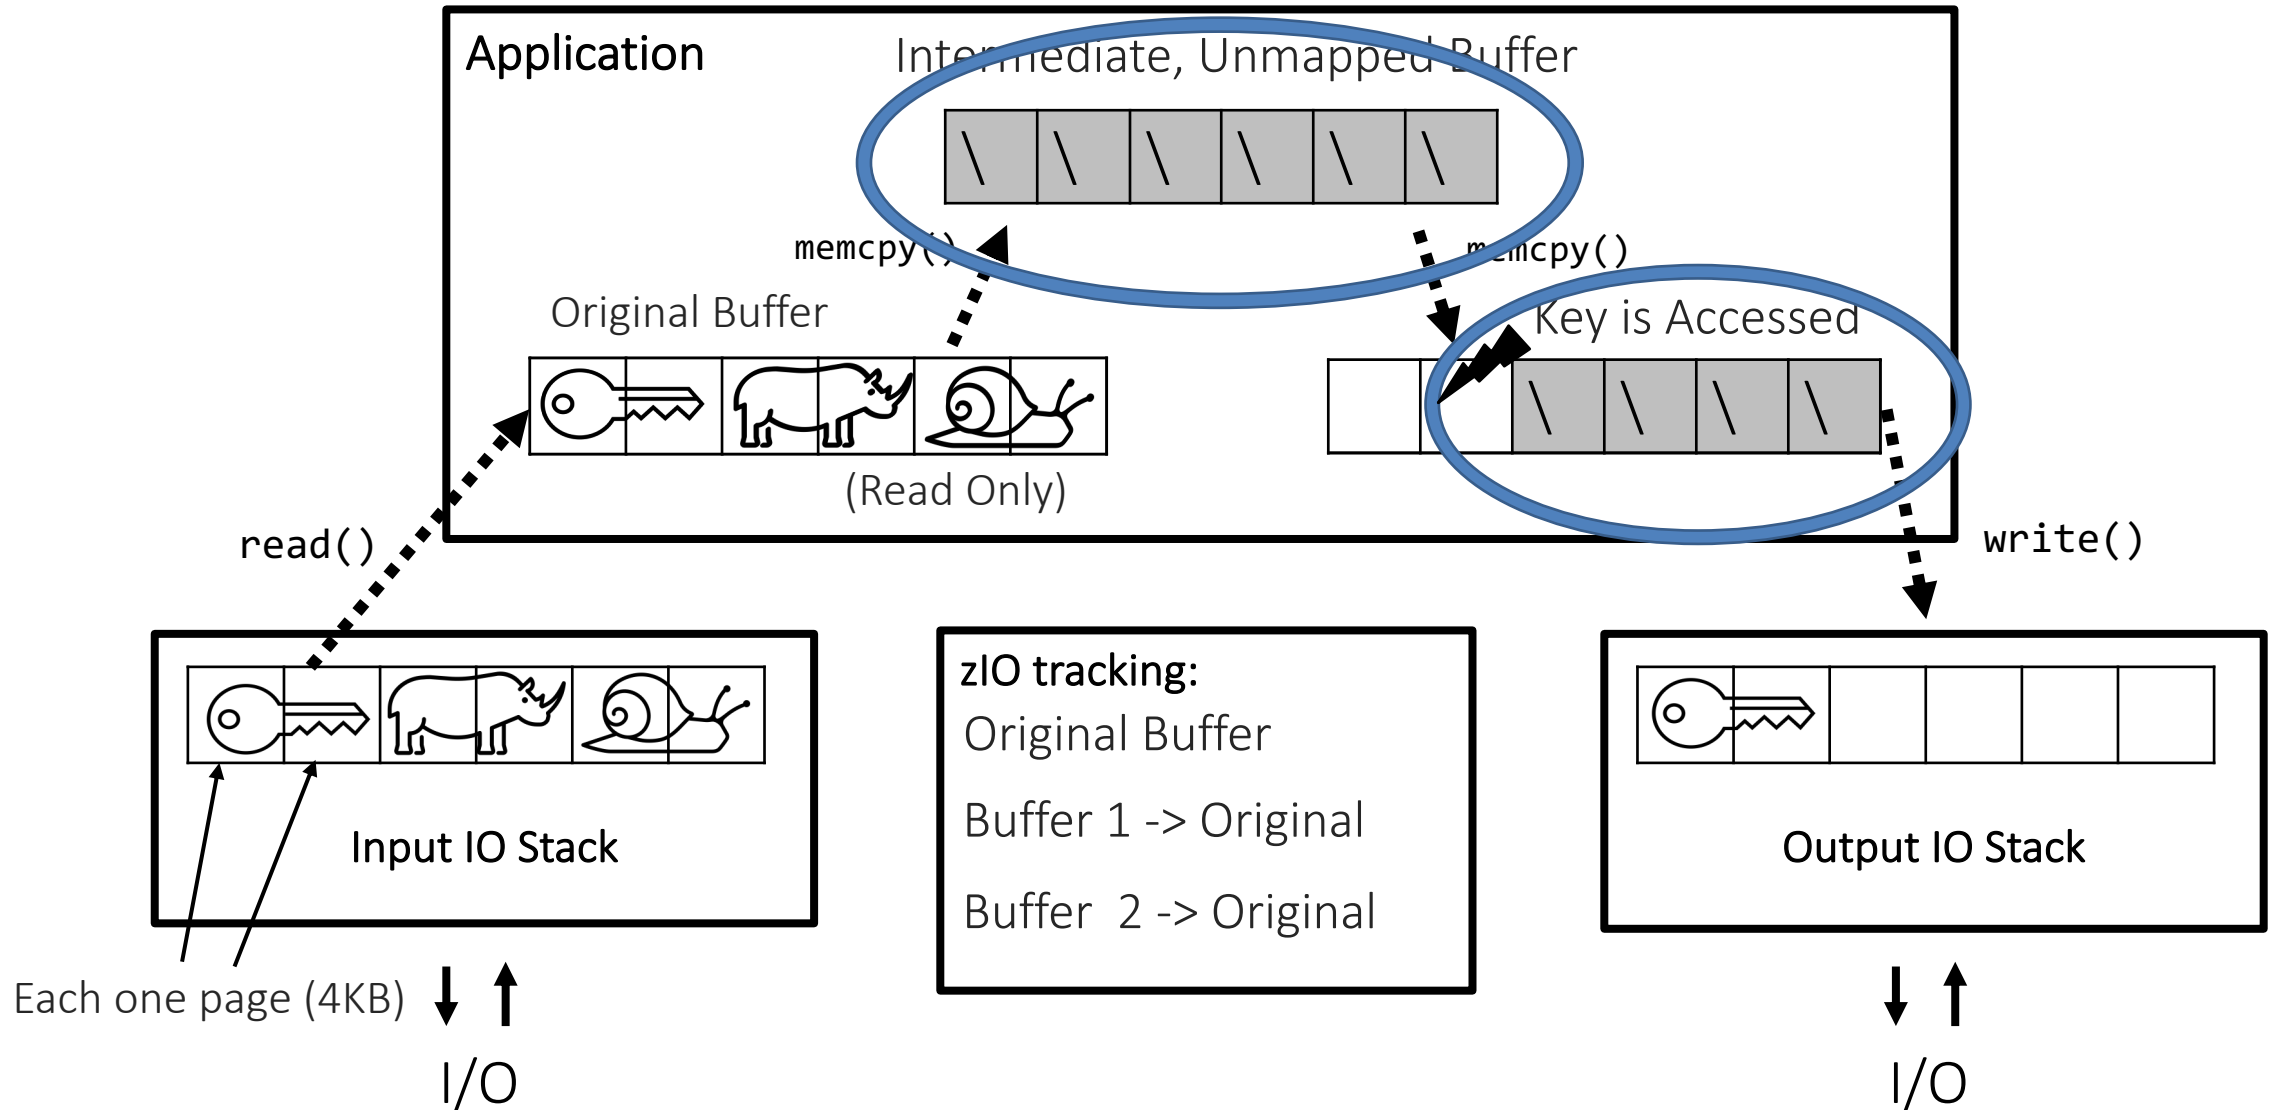 Application
Intermediate, Unmapped Buffer
\ \ \ \ \ \
memcpy()
memcpy()
Original Buffer
Key is Accessed
\ \ \ \
(Read Only)
read()
write()
zIO tracking:
Original Buffer
Buffer 1 -> Original
Buffer  2 -> Original
Input IO Stack
Output IO Stack
Each one page (4KB)
I/O
I/O